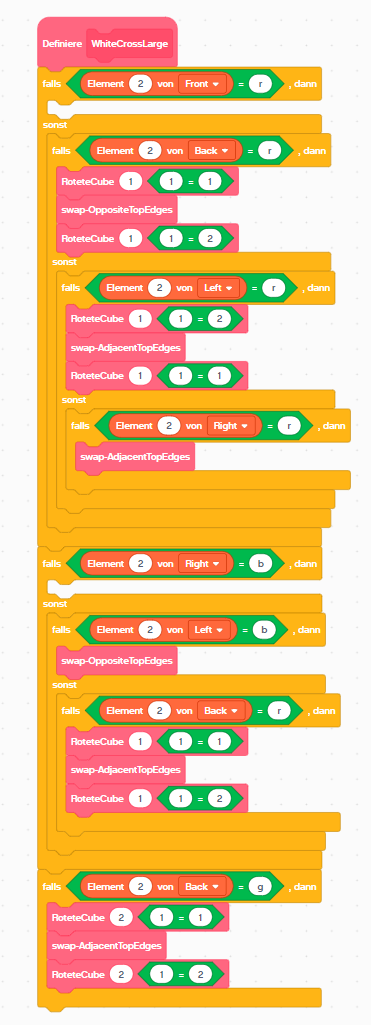 Definiere WhiteCrossLarge
falls Element 2 von Front = r , dann
sonst
falls Element 2 von Back = r , dann
RoteteCube 1 1 = 1
swap-OppositeTopEdges
RoteteCube 1 1 = 2
sonst
falls Element 2 von Left = r , dann
RoteteCube 1 1 = 2
swap-AdjacentTopEdges
RoteteCube 1 1 = 1
sonst
falls Element 2 von Right = r , dann
swap-AdjacentTopEdges
falls Element 2 von Right = b , dann
sonst
falls Element 2 von Left = b , dann
swap-OppositeTopEdges
sonst
falls Element 2 von Back = r , dann
RoteteCube 1 1 = 1
swap-AdjacentTopEdges
RoteteCube 1 1 = 2
falls Element 2 von Back = g , dann
RoteteCube 2 1 = 1
swap-AdjacentTopEdges
RoteteCube 2 1 = 2